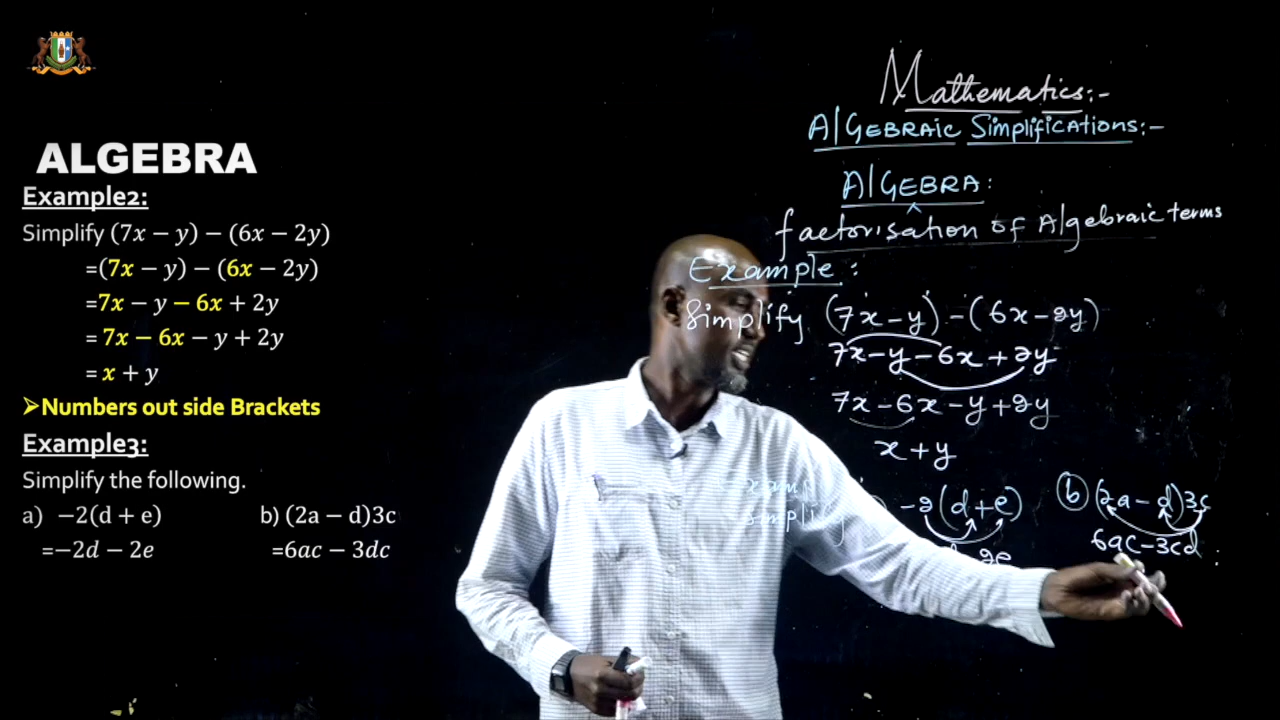 ALGEBRA
Example2:
Simplify (7x − y) − (6x − 2y)
=(7x − y) − (6x − 2y)
=7x − y − 6x + 2y
= 7x − 6x − y + 2y
= x + y
➢Numbers out side Brackets
Example3:
Simplify the following.
a) −2(d + e) b) (2a − d)3c
=−2d − 2e =6ac − 3dc
Mathematics:-
AlGEBRAic Simplifications:-
AlGEBRA:
factorisation of Algebraic terms
Example:
Simplify (7x-y)-(6x-2y)
7x-y-6x+2y
7x-6x-y+2y
x+y
-2(d+e) (b) (2a-d)3c
simplify
6ac-3cd